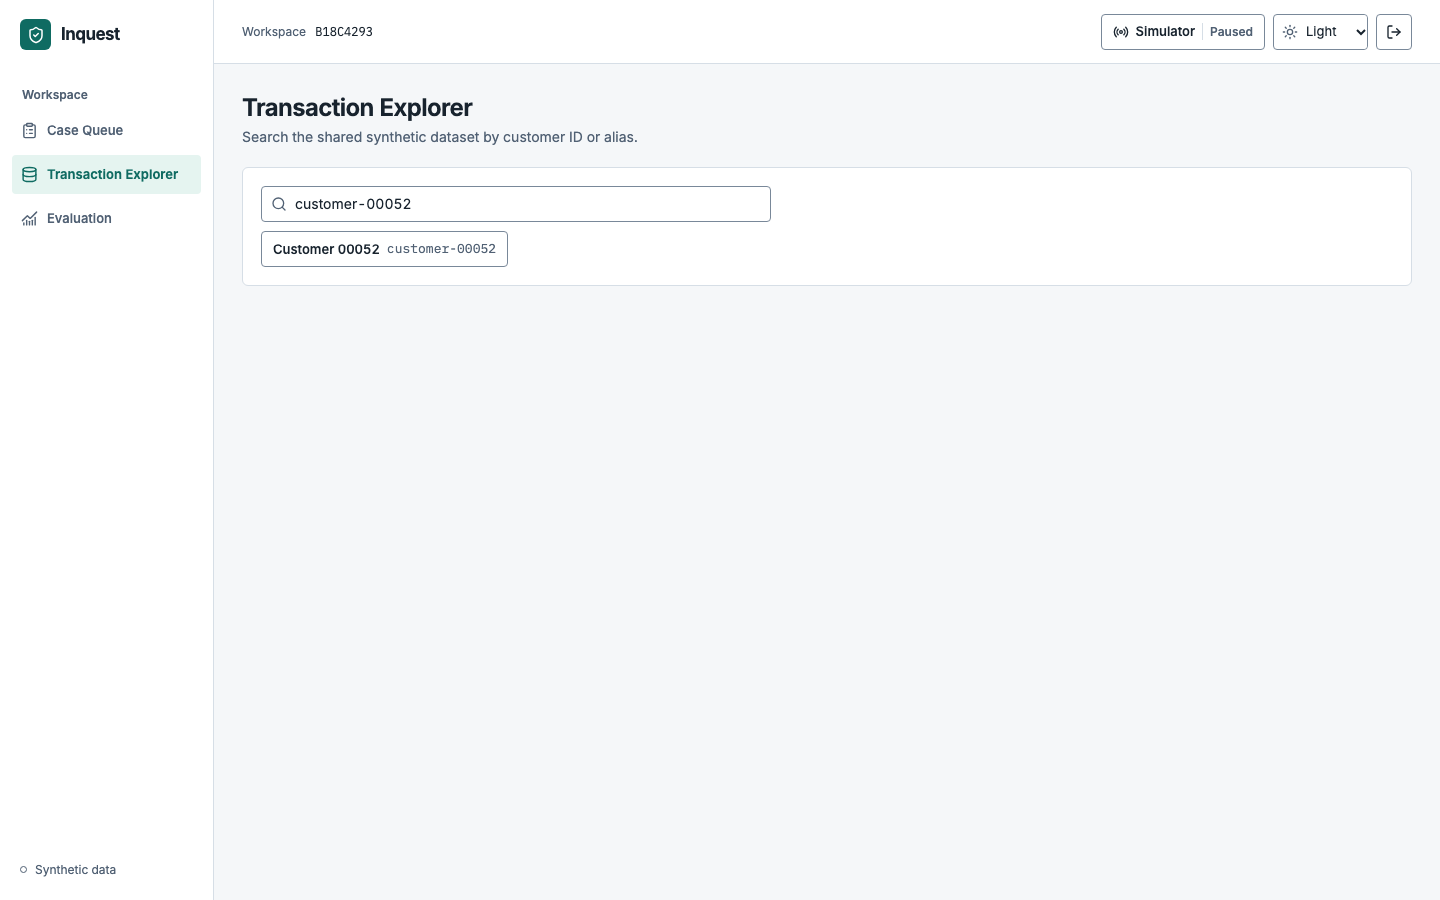 Inquest
Workspace
Case Queue
Transaction Explorer
Evaluation
Synthetic data
Workspace B18C4293
Simulator Paused
Light
Transaction Explorer
Search the shared synthetic dataset by customer ID or alias.
customer-00052
Customer 00052 customer-00052